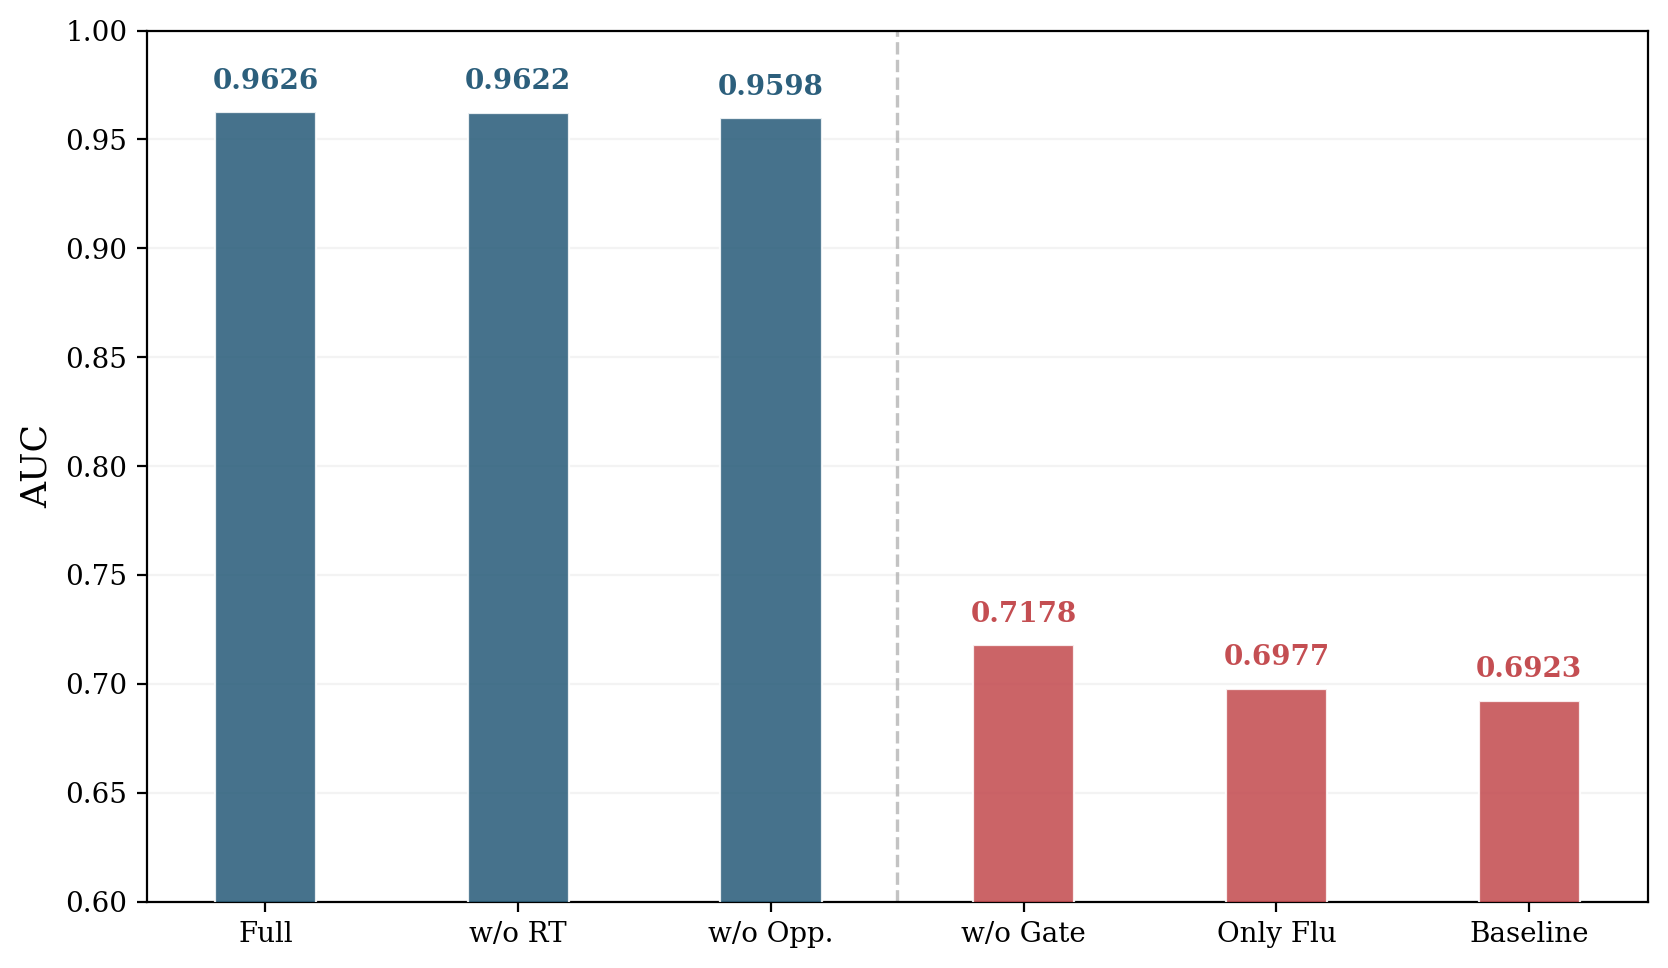 1.00
0.95
0.90
0.85
0.80
0.75
0.70
0.65
0.60
AUC
0.9626
0.9622
0.9598
0.7178
0.6977
0.6923
Full
w/o RT
w/o Opp.
w/o Gate
Only Flu
Baseline